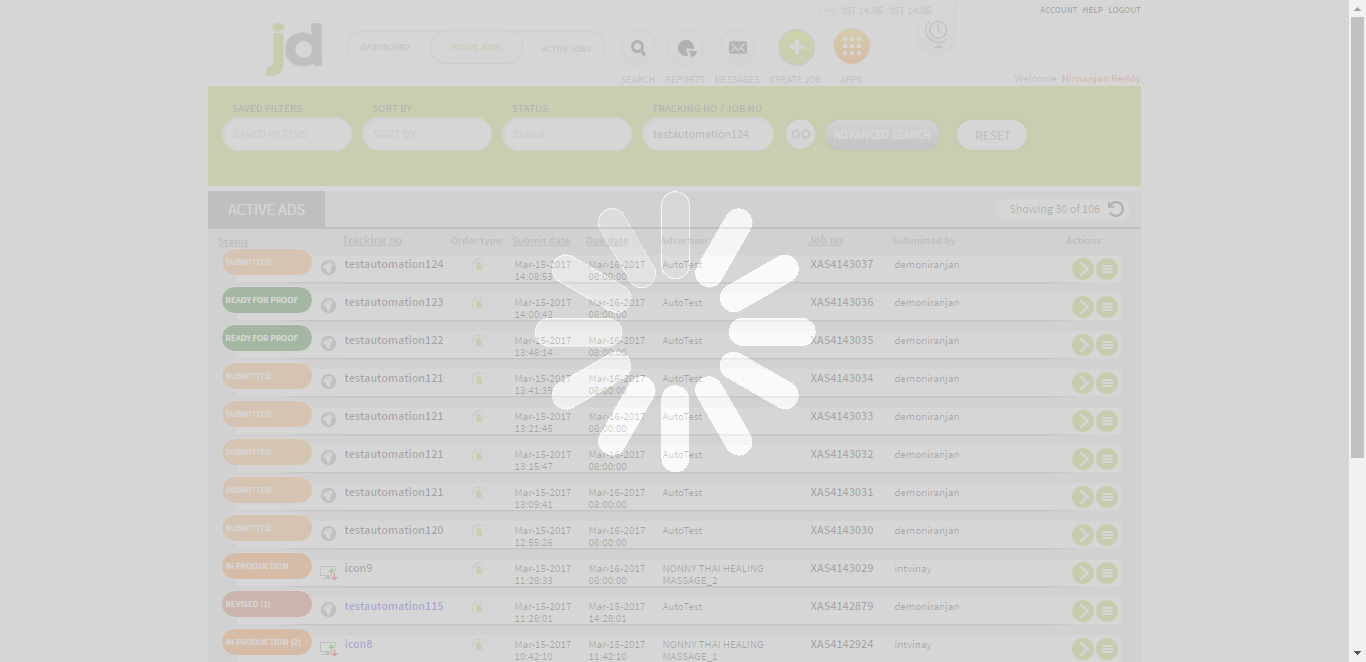 IST 14:06 IST 14:06
ACCOUNT HELP LOGOUT
jd
DASHBOARD ACTIVE JOBS ACTIVE JOBS
SEARCH REPORTS MESSAGES CREATE JOB APPS
Welcome Nirnanjan Reddy
SAVED FILTERS SORT BY STATUS TRACKING NO / JOB NO
SAVED FILTERS SORT BY Status testautomation124 GO ADVANCED SEARCH RESET
ACTIVE ADS Showing 30 of 106
Status Tracking no Order type Submit date Due date Advertiser Job no Submitted by Actions
SUBMITTED testautomation124 Mar-15-2017 Mar-16-2017 AutoTest XAS4143037 demoniranjan
14:08:53 08:00:00
READY FOR PROOF testautomation123 Mar-15-2017 Mar-16-2017 AutoTest XAS4143036 demoniranjan
14:00:43 08:00:00
READY FOR PROOF testautomation122 Mar-15-2017 Mar-16-2017 AutoTest XAS4143035 demoniranjan
13:46:14 08:00:00
SUBMITTED testautomation121 Mar-15-2017 Mar-16-2017 AutoTest XAS4143034 demoniranjan
13:41:39 08:00:00
SUBMITTED testautomation121 Mar-15-2017 Mar-16-2017 AutoTest XAS4143033 demoniranjan
13:21:45 08:00:00
SUBMITTED testautomation121 Mar-15-2017 Mar-16-2017 AutoTest XAS4143032 demoniranjan
13:15:47 08:00:00
SUBMITTED testautomation121 Mar-15-2017 Mar-16-2017 AutoTest XAS4143031 demoniranjan
13:09:41 08:00:00
SUBMITTED testautomation120 Mar-15-2017 Mar-16-2017 AutoTest XAS4143030 demoniranjan
12:55:26 08:00:00
IN PRODUCTION icon9 Mar-15-2017 Mar-16-2017 NONNY THAI HEALING XAS4143029 intvinay
11:28:33 08:00:00 MASSAGE_2
REVISED (1) testautomation115 Mar-15-2017 Mar-15-2017 AutoTest XAS4142879 demoniranjan
11:28:01 14:28:01
IN PRODUCTION (2) icon8 Mar-15-2017 Mar-15-2017 NONNY THAI HEALING XAS4142924 intvinay
10:42:10 11:42:10 MASSAGE_1